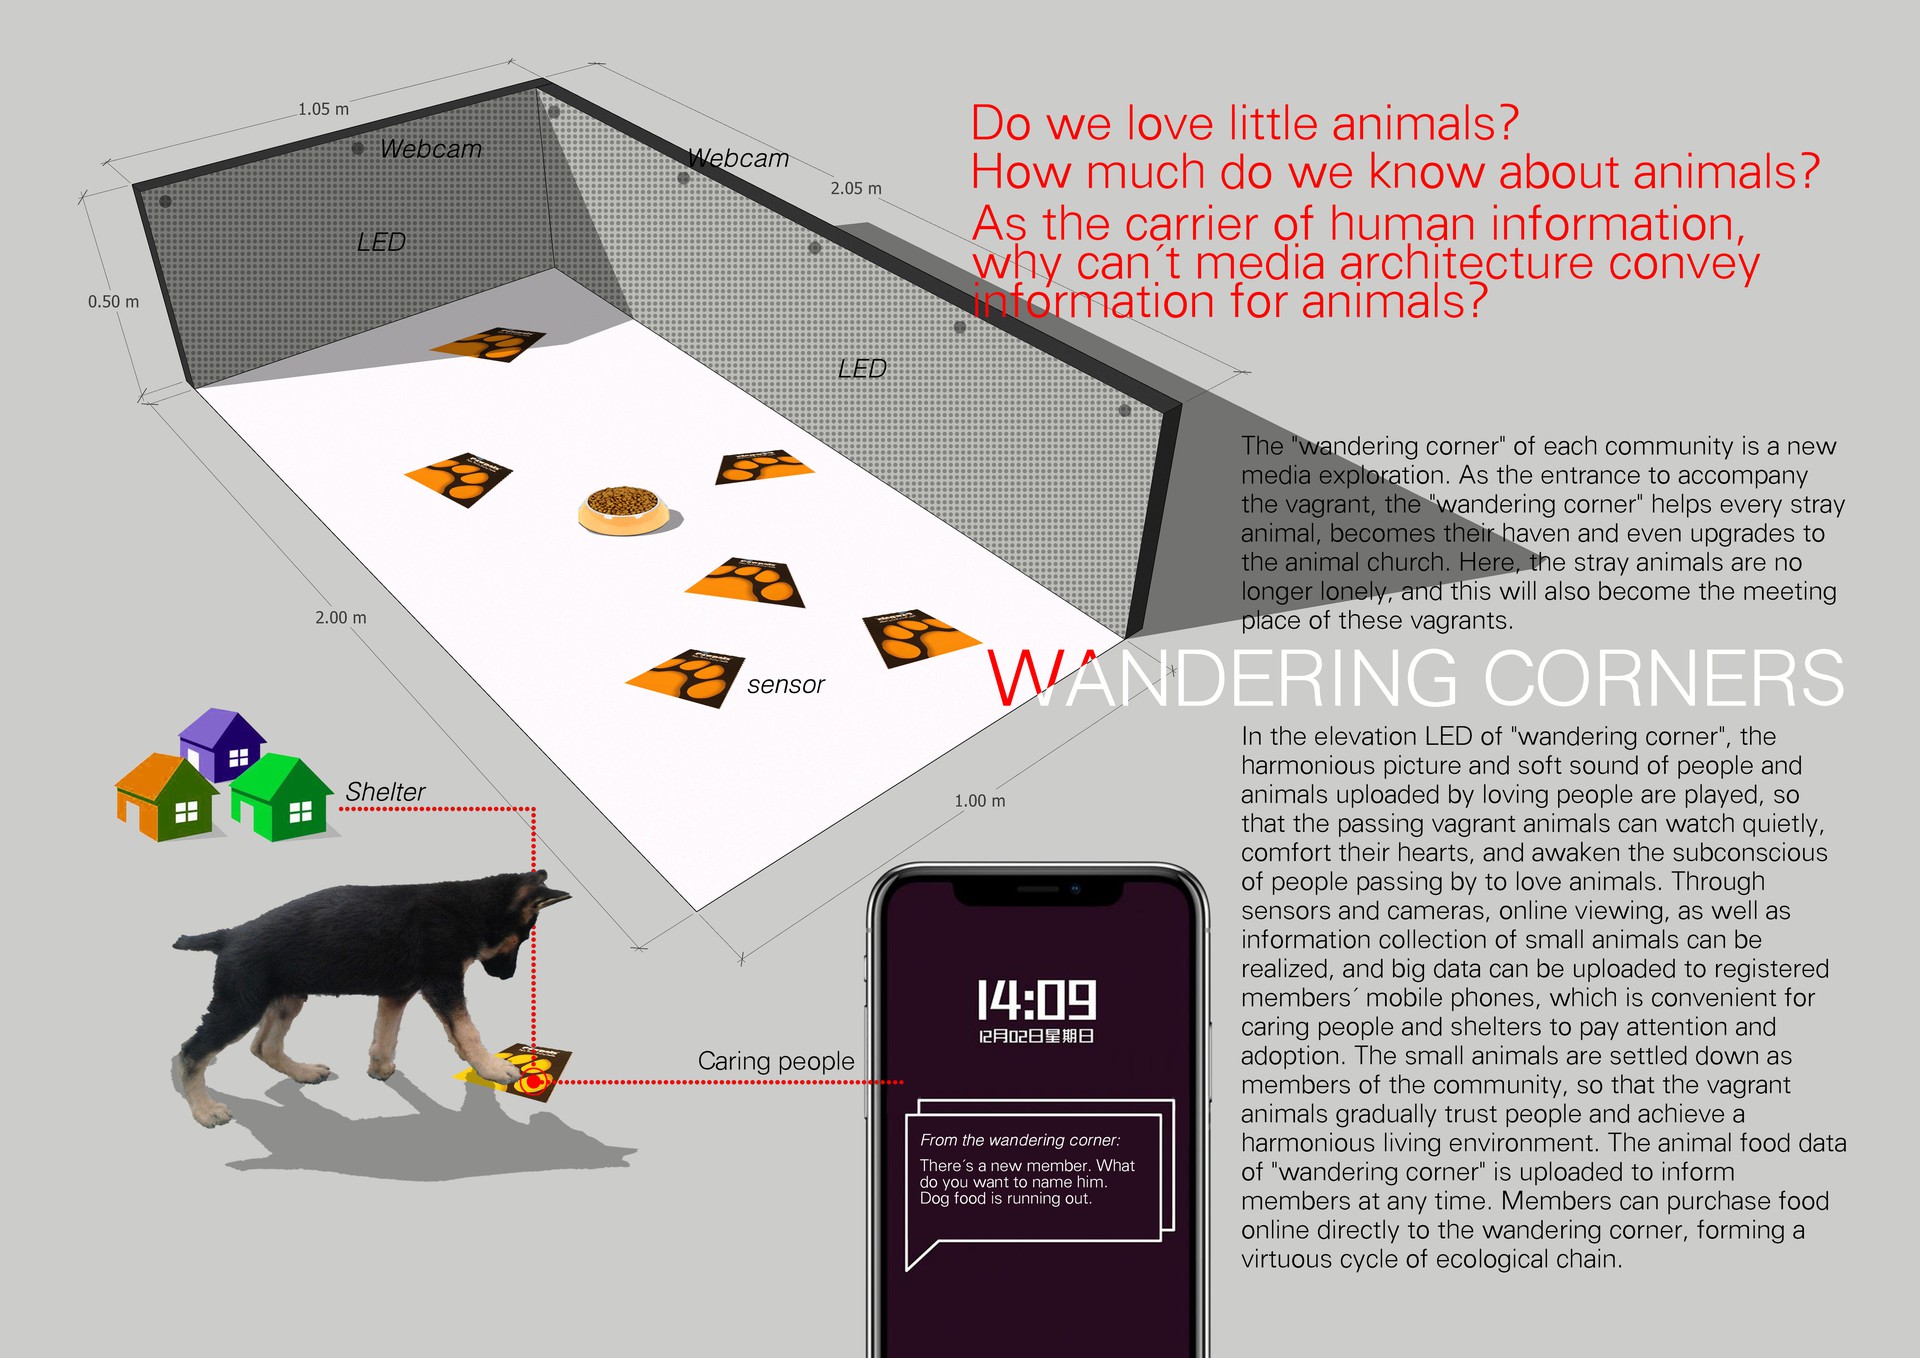 1.05 m
Webcam
Webcam
2.05 m
LED
0.50 m
LED
Do we love little animals?
How much do we know about animals?
As the carrier of human information,
why can´t media architecture convey
information for animals?
The "wandering corner" of each community is a new
media exploration. As the entrance to accompany
the vagrant, the "wandering corner" helps every stray
animal, becomes their haven and even upgrades to
the animal church. Here, the stray animals are no
longer lonely, and this will also become the meeting
place of these vagrants.
2.00 m
sensor
WANDERING CORNERS
1.00 m
Shelter
In the elevation LED of "wandering corner", the
harmonious picture and soft sound of people and
animals uploaded by loving people are played, so
that the passing vagrant animals can watch quietly,
comfort their hearts, and awaken the subconscious
of people passing by to love animals. Through
sensors and cameras, online viewing, as well as
information collection of small animals can be
realized, and big data can be uploaded to registered
members´ mobile phones, which is convenient for
caring people and shelters to pay attention and
adoption. The small animals are settled down as
members of the community, so that the vagrant
animals gradually trust people and achieve a
harmonious living environment. The animal food data
of "wandering corner" is uploaded to inform
members at any time. Members can purchase food
online directly to the wandering corner, forming a
virtuous cycle of ecological chain.
Caring people
14:09
12月02日星期日
From the wandering corner:
There´s a new member. What
do you want to name him.
Dog food is running out.